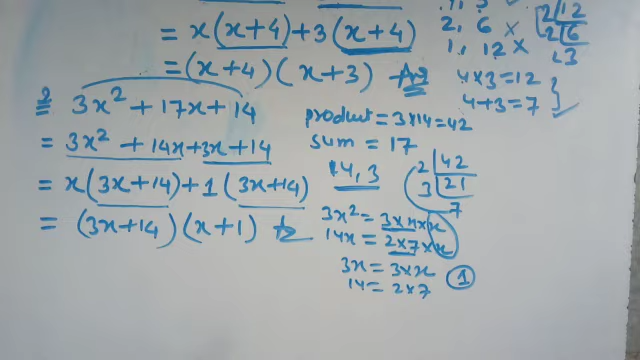 = x(x+4)+3(x+4)
= (x+4)(x+3) Ans
2, 6 ×
1, 12 ×
2 12
2 6
3
4×3=12
4+3=7
2 3x² + 17x + 14
= 3x² + 14x + 3x + 14
= x(3x+14)+1(3x+14)
= (3x+14)(x+1)
product = 3×14=42
sum = 17
14, 3
2 42
3 21
7
3x² = 3×x×x
14x = 2×7×x
3x = 3×x
14 = 2×7
1